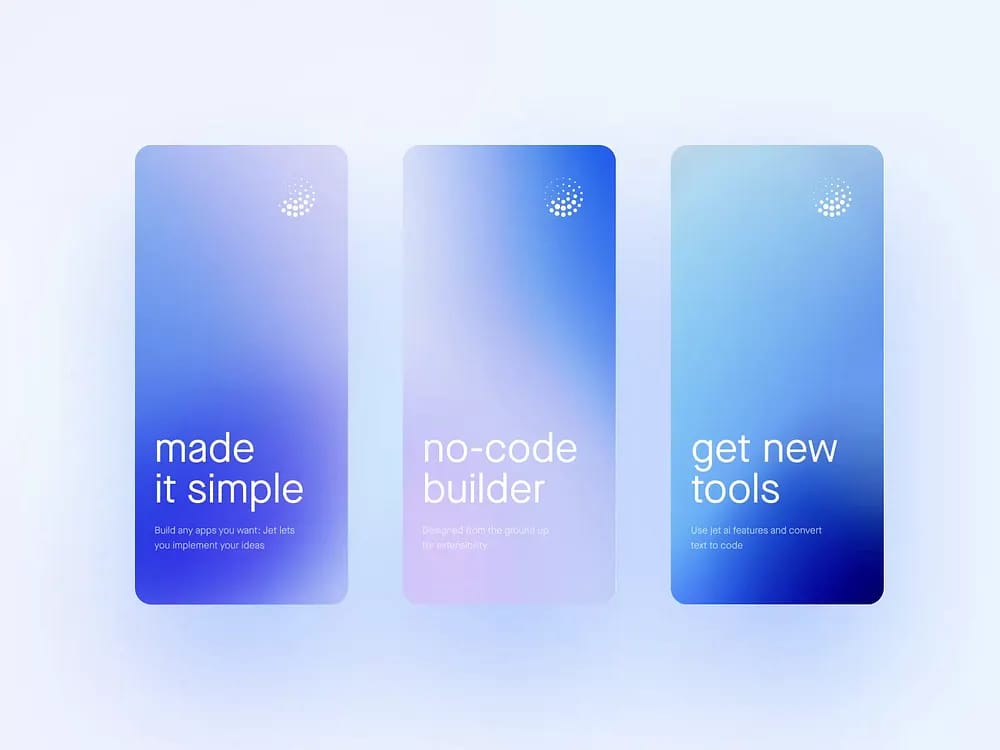 made
it simple
Build any apps you want: Jet lets
you implement your ideas
no-code
builder
Designed from the ground up
for extensibility
get new
tools
Use jet ai features and convert
text to code